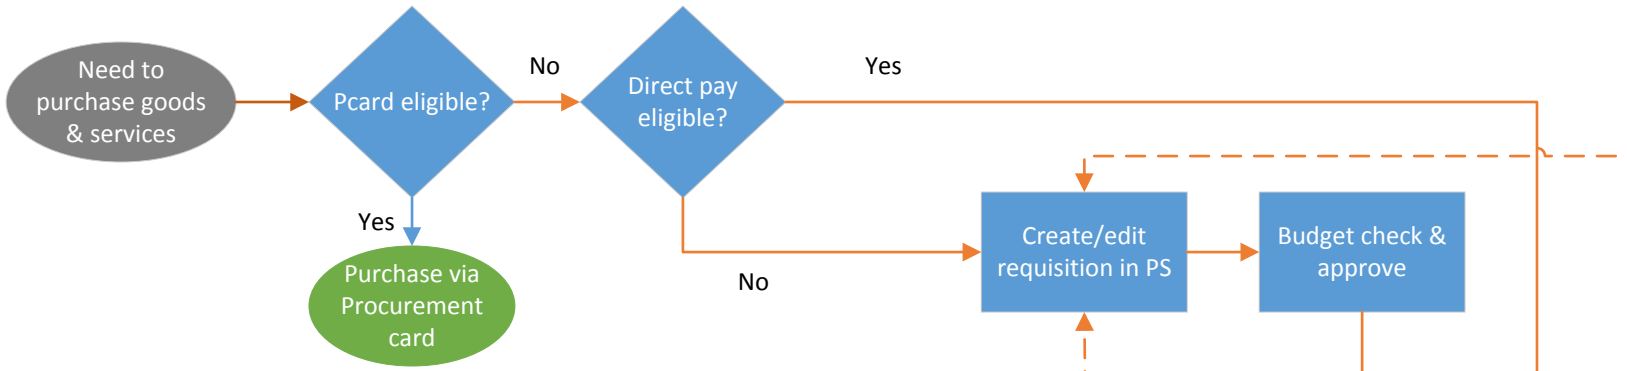 Need to
purchase goods
& services
Pcard eligible?
No
Direct pay
eligible?
Yes
Yes
Purchase via
Procurement
card
No
Create/edit
requisition in PS
Budget check &
approve